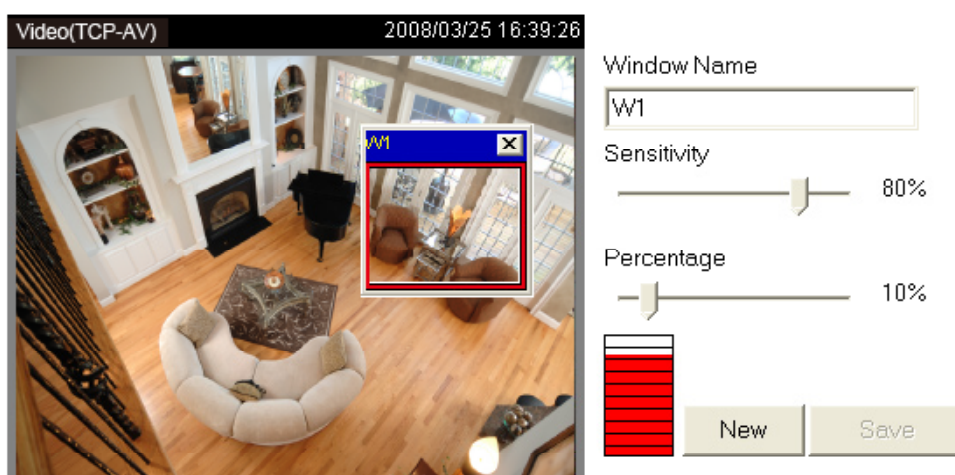 Video(TCP-AV) 2008/03/25 16:39:26
Window Name
W1
W1
Sensitivity
80%
Percentage
10%
New Save